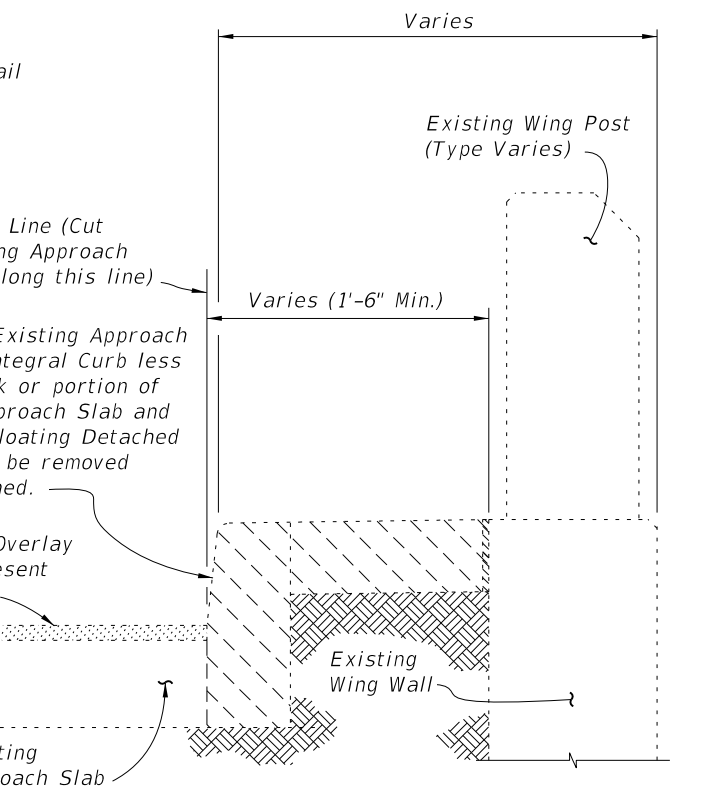 Varies
ail
Existing Wing Post
(Type Varies)
Line (Cut
ng Approach
long this line)
Varies (1'-6" Min.)
Existing Approach
ntegral Curb less
k or portion of
proach Slab and
loating Detached
be removed
ned.
Overlay
esent
Existing
Wing Wall
ting
oach Slab